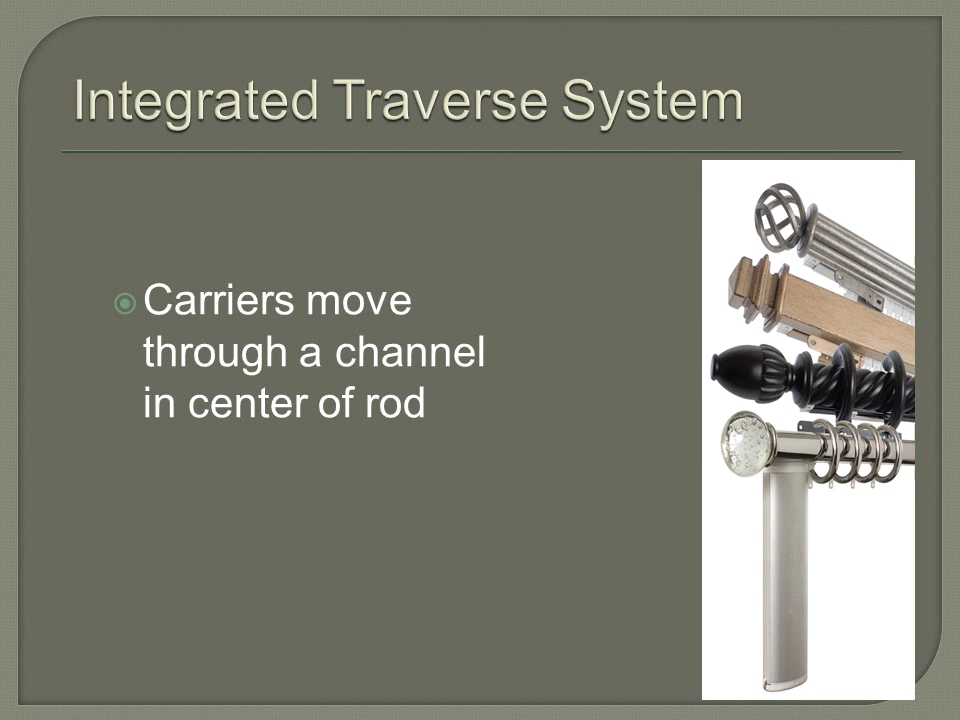 Integrated Traverse System
Carriers move
through a channel
in center of rod